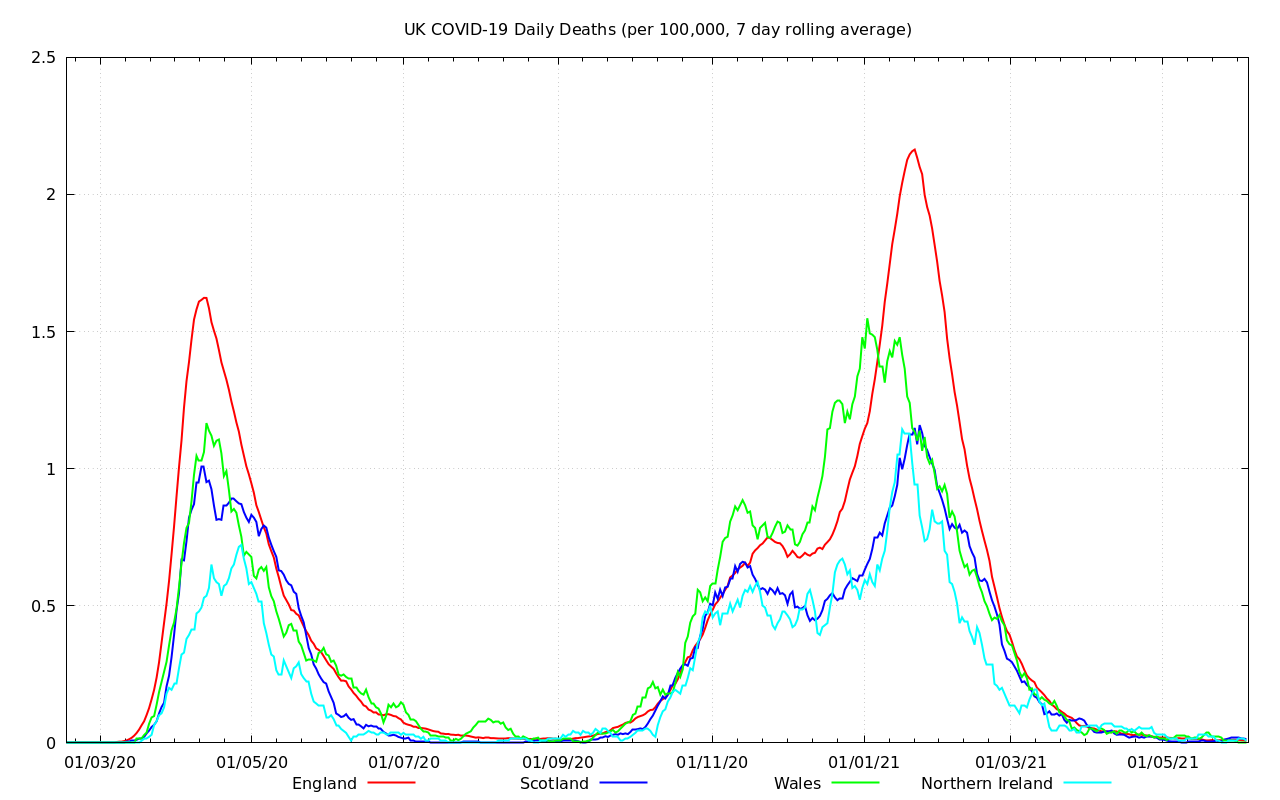 UK COVID-19 Daily Deaths (per 100,000, 7 day rolling average)
2.5
2
1.5
1
0.5
0
01/03/20 01/05/20 01/07/20 01/09/20 01/11/20 01/01/21 01/03/21 01/05/21
England Scotland Wales Northern Ireland